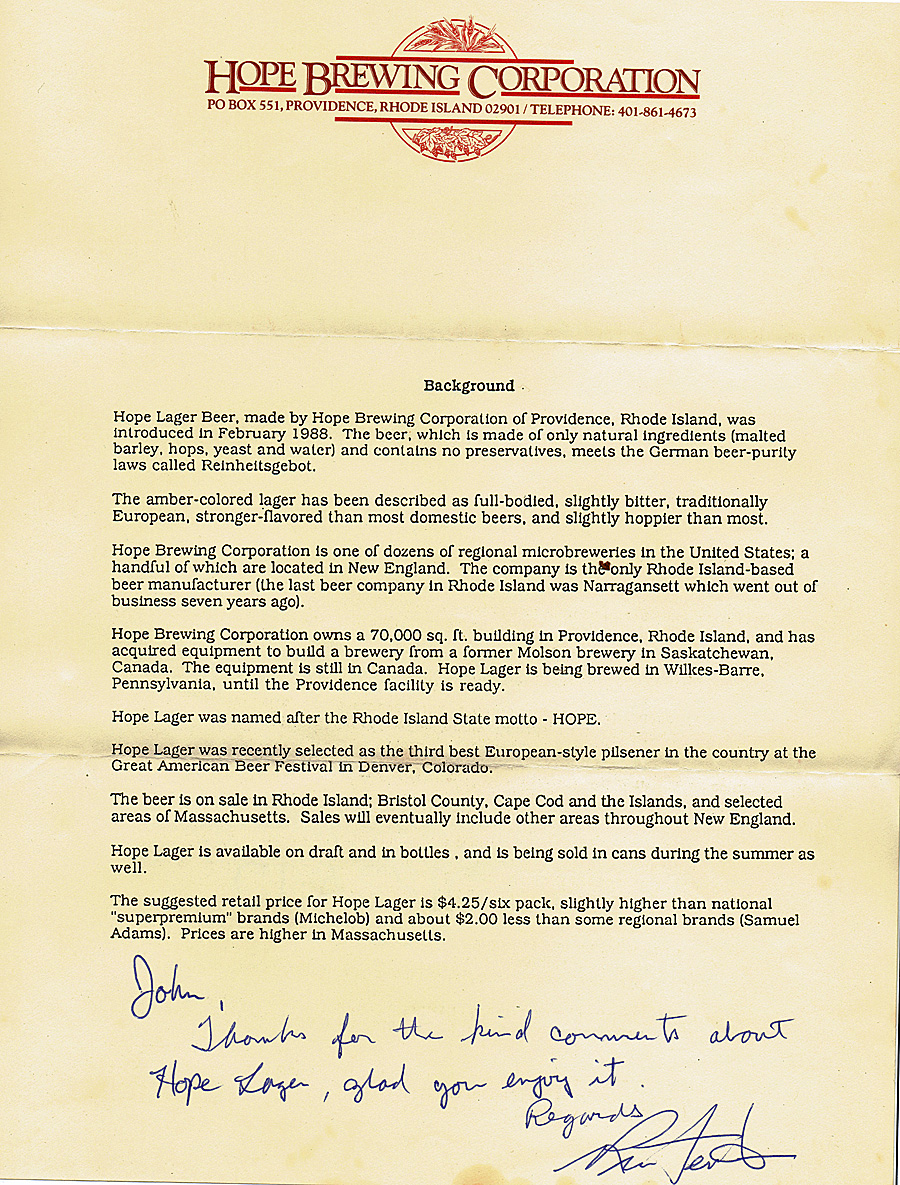 HOPE BREWING CORPORATION
PO BOX 551, PROVIDENCE, RHODE ISLAND 02901 / TELEPHONE: 401-861-4673
Background
Hope Lager Beer, made by Hope Brewing Corporation of Providence, Rhode Island, was
introduced in February 1988. The beer, which is made of only natural ingredients (malted
barley, hops, yeast and water) and contains no preservatives, meets the German beer-purity
laws called Reinheitsgebot.
The amber-colored lager has been described as full-bodied, slightly bitter, traditionally
European, stronger-flavored than most domestic beers, and slightly hoppier than most.
Hope Brewing Corporation is one of dozens of regional microbreweries in the United States; a
handful of which are located in New England. The company is the only Rhode Island-based
beer manufacturer (the last beer company in Rhode Island was Narragansett which went out of
business seven years ago).
Hope Brewing Corporation owns a 70,000 sq. ft. building in Providence, Rhode Island, and has
acquired equipment to build a brewery from a former Molson brewery in Saskatchewan,
Canada. The equipment is still in Canada. Hope Lager is being brewed in Wilkes-Barre,
Pennsylvania, until the Providence facility is ready.
Hope Lager was named after the Rhode Island State motto - HOPE.
Hope Lager was recently selected as the third best European-style pilsener in the country at the
Great American Beer Festival in Denver, Colorado.
The beer is on sale in Rhode Island; Bristol County, Cape Cod and the Islands, and selected
areas of Massachusetts. Sales will eventually include other areas throughout New England.
Hope Lager is available on draft and in bottles , and is being sold in cans during the summer as
well.
The suggested retail price for Hope Lager is $4.25/six pack, slightly higher than national
"superpremium" brands (Michelob) and about $2.00 less than some regional brands (Samuel
Adams). Prices are higher in Massachusetts.
John,
Thanks for the kind comments about
Hope Lager, glad you enjoy it.
Regards